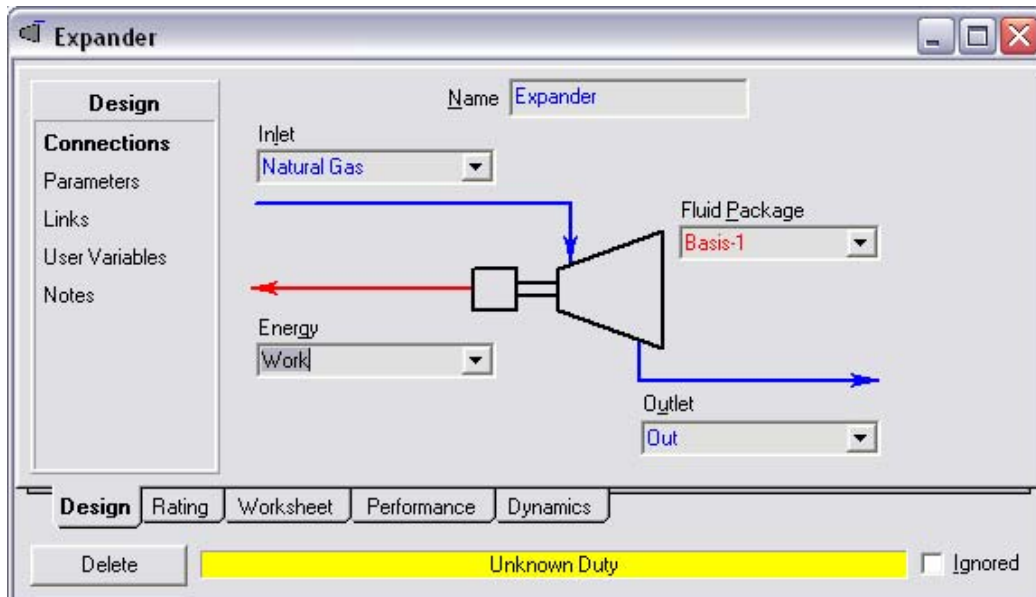 Expander
Design
Connections
Parameters
Links
User Variables
Notes
Name Expander
Inlet
Natural Gas
Fluid Package
Basis-1
Energy
Work
Outlet
Out
Design Rating Worksheet Performance Dynamics
Delete Unknown Duty Ignored